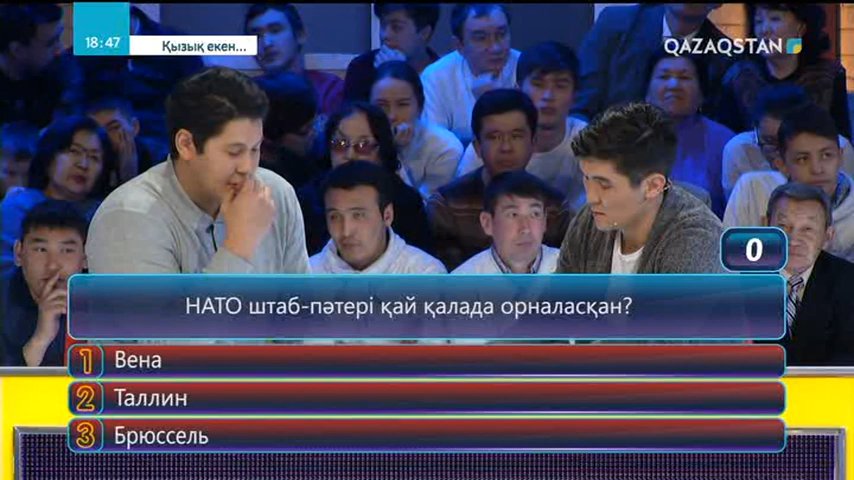 18:47
Қызық екен...
QAZAQSTAN
0
НАТО штаб-пәтері қай қалада орналасқан?
1 Вена
2 Таллин
3 Брюссель